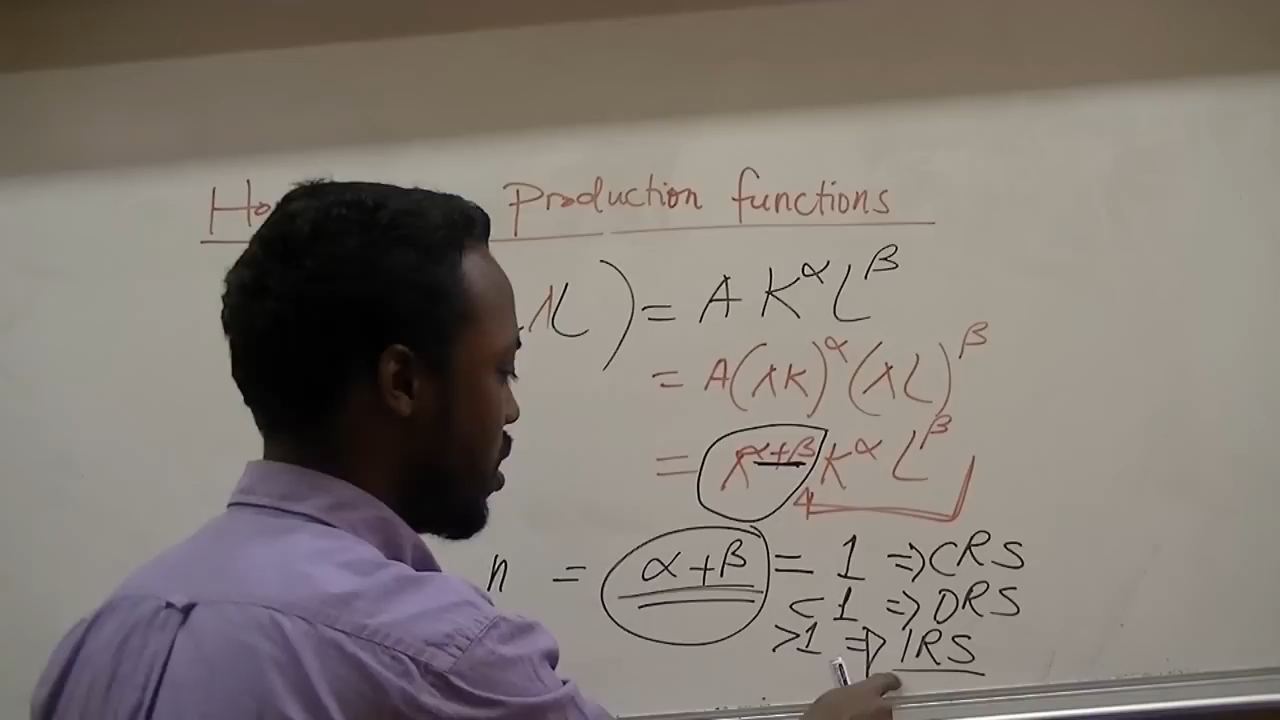 Ho Production functions
λL) = A K^α L^β
= A(λK)^α (λL)^β
= λ^α+β K^α L^β
n = α+β = 1 => CRS
< 1 => DRS
>1 => IRS